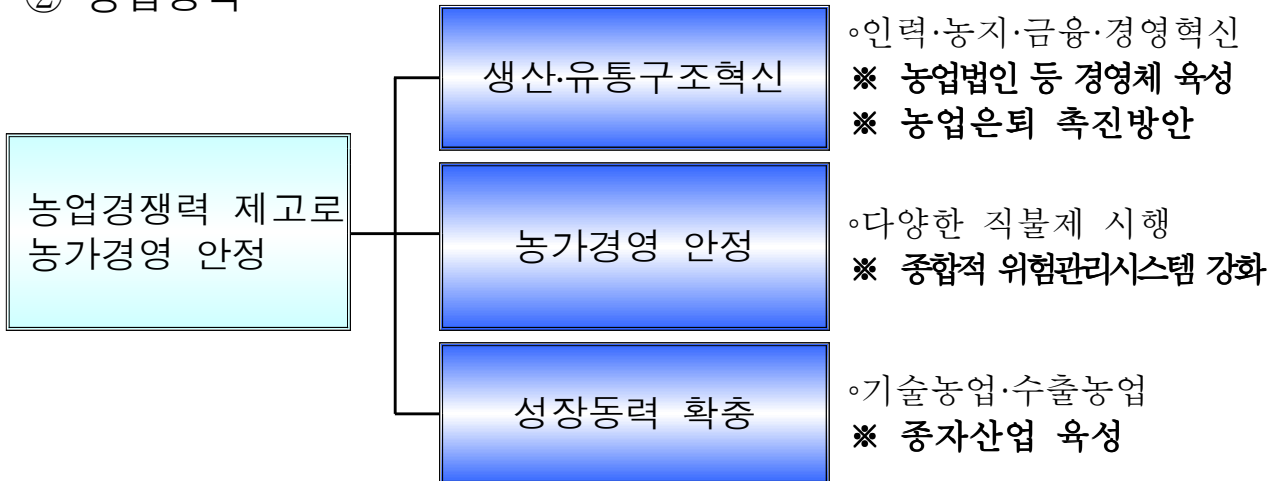 생산·유통구조혁신
◦인력·농지·금융·경영혁신
※ 농업법인 등 경영체 육성
※ 농업은퇴 촉진방안
농업경쟁력 제고로
농가경영 안정
농가경영 안정
◦다양한 직불제 시행
※ 종합적 위험관리시스템 강화
성장동력 확충
◦기술농업·수출농업
※ 종자산업 육성